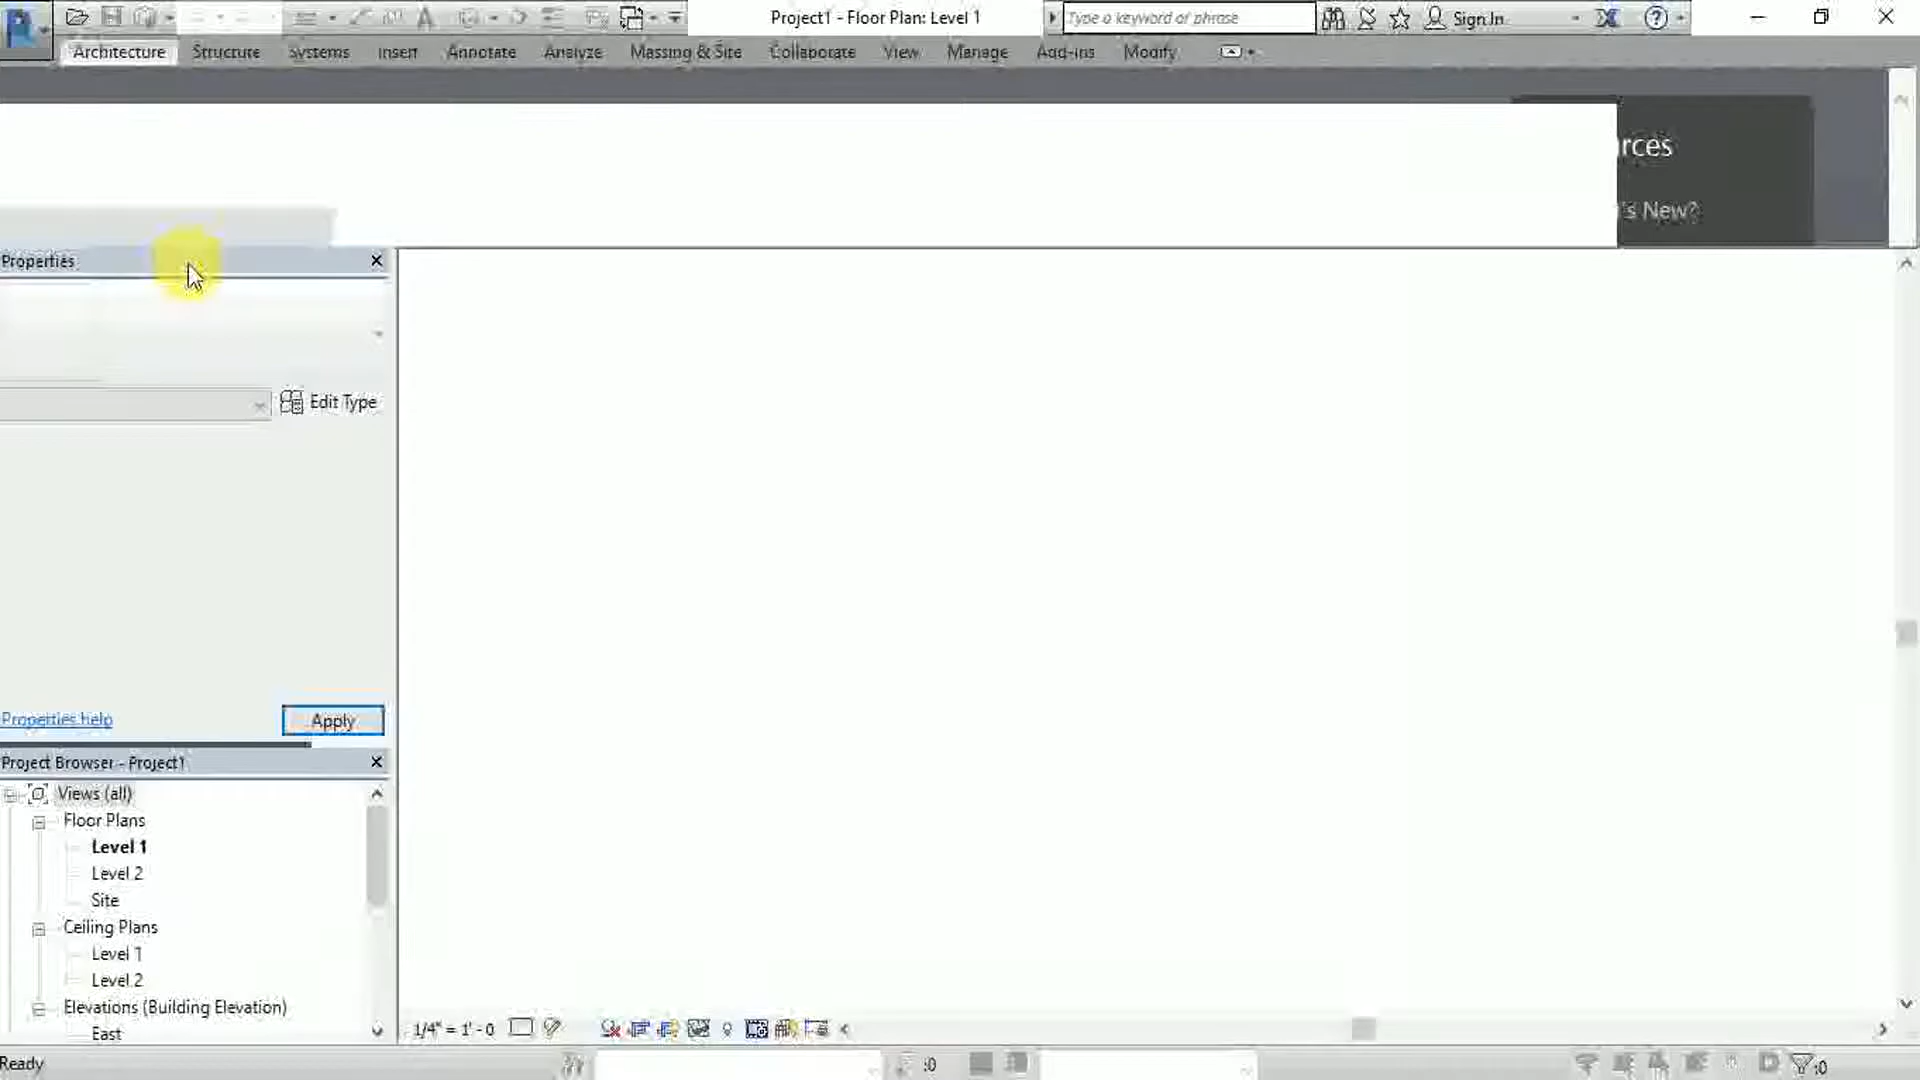 Project1 - Floor Plan: Level 1
Type a keyword or phrase
Sign In
Architecture Structure Systems Insert Annotate Analyze Massing & Site Collaborate View Manage Add-Ins Modify
rces
's New?
Properties
Edit Type
Properties help
Apply
Project Browser - Project1
Views (all)
Floor Plans
Level 1
Level 2
Site
Ceiling Plans
Level 1
Level 2
Elevations (Building Elevation)
East
1/4" = 1' - 0
Ready
:0
:0